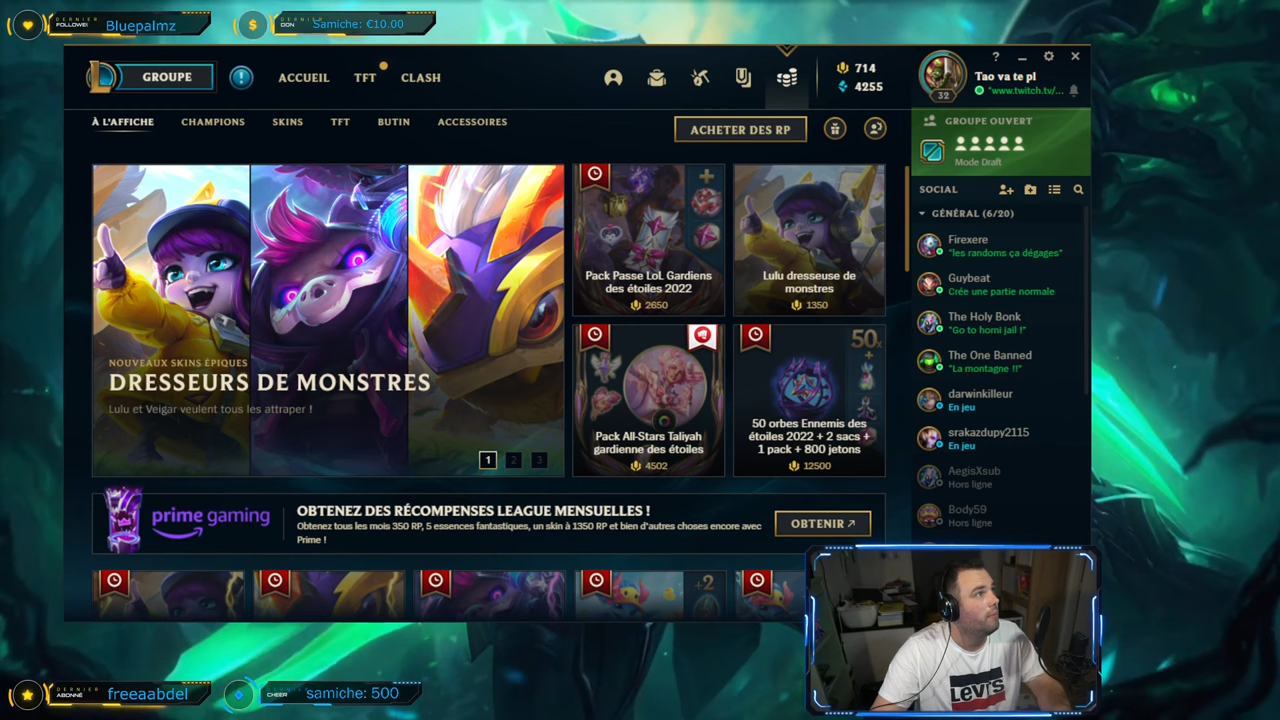 DERNIER
FOLLOWER
Bluepalmz
DERNIER
DON
Samiche: €10.00
GROUPE
ACCUEIL
TFT
CLASH
714
4255
?
32
Tao va te pl
"www.twitch.tv/...
À L'AFFICHE
CHAMPIONS
SKINS
TFT
BUTIN
ACCESSOIRES
ACHETER DES RP
GROUPE OUVERT
Mode Draft
SOCIAL
GÉNÉRAL (6/20)
Firexere
"les randoms ça dégages"
Guybeat
Crée une partie normale
The Holy Bonk
"Go to horni jail !"
The One Banned
"La montagne !!"
darwinkilleur
En jeu
srakazdupy2115
En jeu
AegisXsub
Hors ligne
Body59
Hors ligne
NOUVEAUX SKINS ÉPIQUES
DRESSEURS DE MONSTRES
Lulu et Veigar veulent tous les attraper !
1 2 3
Pack Passe LoL Gardiens
des étoiles 2022
2650
Lulu dresseuse de
monstres
1350
Pack All-Stars Taliyah
gardienne des étoiles
4502
50x
50 orbes Ennemis des
étoiles 2022 + 2 sacs +
1 pack + 800 jetons
12500
prime gaming
OBTENEZ DES RÉCOMPENSES LEAGUE MENSUELLES !
Obtenez tous les mois 350 RP, 5 essences fantastiques, un skin à 1350 RP et bien d'autres choses encore avec
Prime !
OBTENIR
+2
LEVI'S
DERNIER
ABONNÉ
freeaabdel
DERNIER
CHEER
samiche: 500